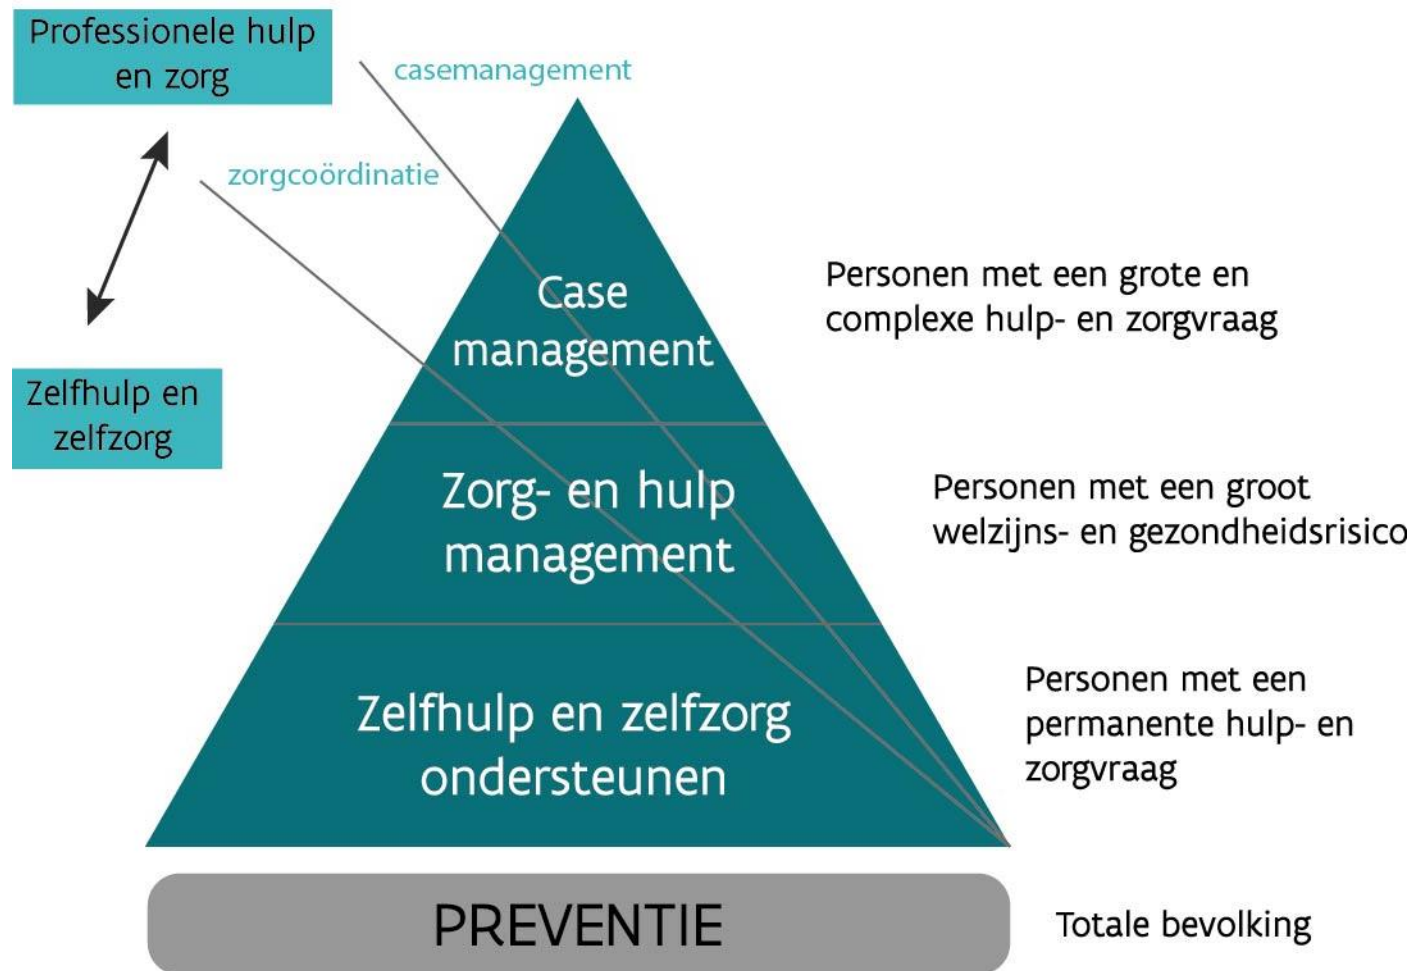 Professionele hulp
en zorg
casemanagement
zorgcoördinatie
Zelfhulp en
zelfzorg
Case
management
Personen met een grote en
complexe hulp- en zorgvraag
Zorg- en hulp
management
Personen met een groot
welzijns- en gezondheidsrisico
Zelfhulp en zelfzorg
ondersteunen
Personen met een
permanente hulp- en
zorgvraag
PREVENTIE
Totale bevolking